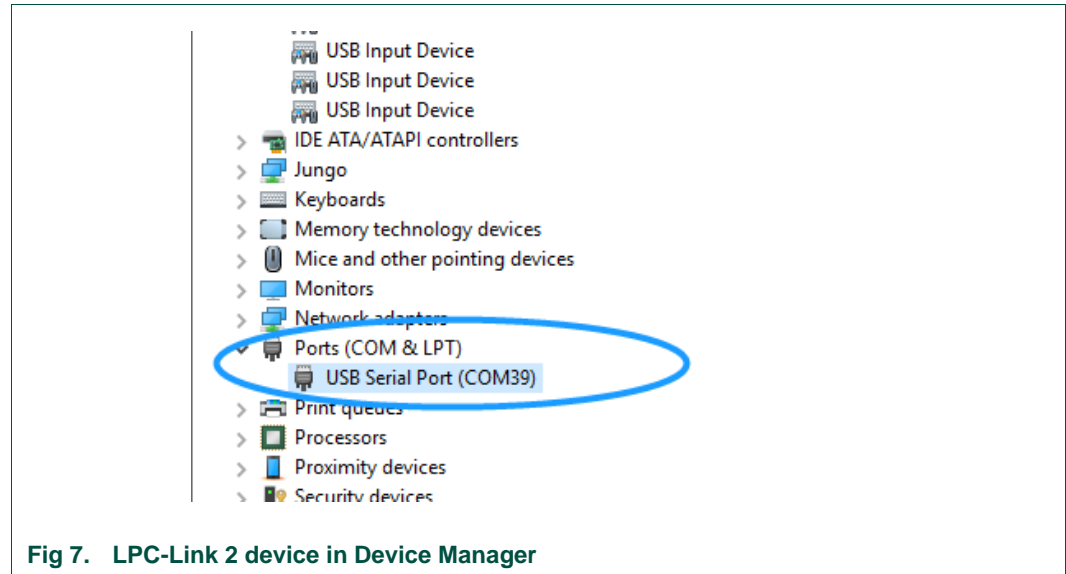 USB Input Device
USB Input Device
USB Input Device
IDE ATA/ATAPI controllers
Jungo
Keyboards
Memory technology devices
Mice and other pointing devices
Monitors
Network adapters
Ports (COM & LPT)
USB Serial Port (COM39)
Print queues
Processors
Proximity devices
Security devices
Fig 7. LPC-Link 2 device in Device Manager